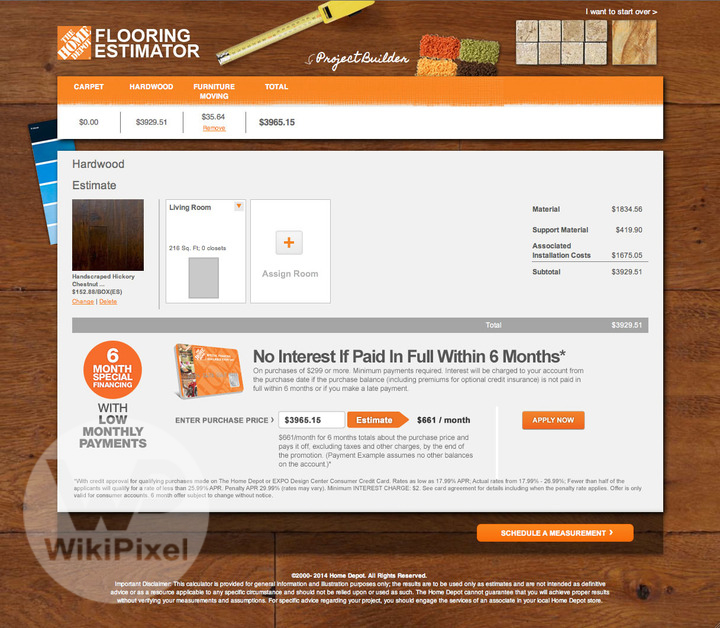 I want to start over >
THE HOME DEPOT
FLOORING
ESTIMATOR
ProjectBuilder
CARPET
HARDWOOD
FURNITURE
MOVING
TOTAL
$0.00
$3929.51
$35.64
Remove
$3965.15
Hardwood
Estimate
Living Room
216 Sq. Ft; 0 closets
Assign Room
Handscraped Hickory
Chestnut ...
$152.88/BOX(ES)
Change | Delete
Material $1834.56
Support Material $419.90
Associated
Installation Costs $1675.05
Subtotal $3929.51
Total $3929.51
6
MONTH
SPECIAL
FINANCING
WITH
LOW
MONTHLY
PAYMENTS
No Interest If Paid In Full Within 6 Months*
On purchases of $299 or more. Minimum payments required. Interest will be charged to your account from
the purchase date if the purchase balance (including premiums for optional credit insurance) is not paid in
full within 6 months or if you make a late payment.
ENTER PURCHASE PRICE > $3965.15 Estimate $661 / month
APPLY NOW
$661/month for 6 months totals about the purchase price and
pays it off, excluding taxes and other charges, by the end of
the promotion. (Payment Example assumes no other balances
on the account.)*
*With credit approval for qualifying purchases made on The Home Depot or EXPO Design Center Consumer Credit Card. Rates as low as 17.99% APR; Actual rates from 17.99% - 26.99%; Fewer than half of the
applicants will qualify for a rate of less than 25.99% APR. Penalty APR 29.99% (rates may vary). Minimum INTEREST CHARGE: $2. See card agreement for details including when the penalty rate applies. Offer is only
valid for consumer accounts. 6 month offer subject to change without notice.
W
WikiPixel
SCHEDULE A MEASUREMENT >
©2000- 2014 Home Depot. All Rights Reserved.
Important Disclaimer: This calculator is provided for general information and illustration purposes only; the results are to be used only as estimates and are not intended as definitive
advice or as a resource applicable to any specific circumstance and should not be relied upon or used as such. The Home Depot cannot guarantee that you will achieve proper results
without verifying your measurements and assumptions. For specific advice regarding your project, you should engage the services of an associate in your local Home Depot store.